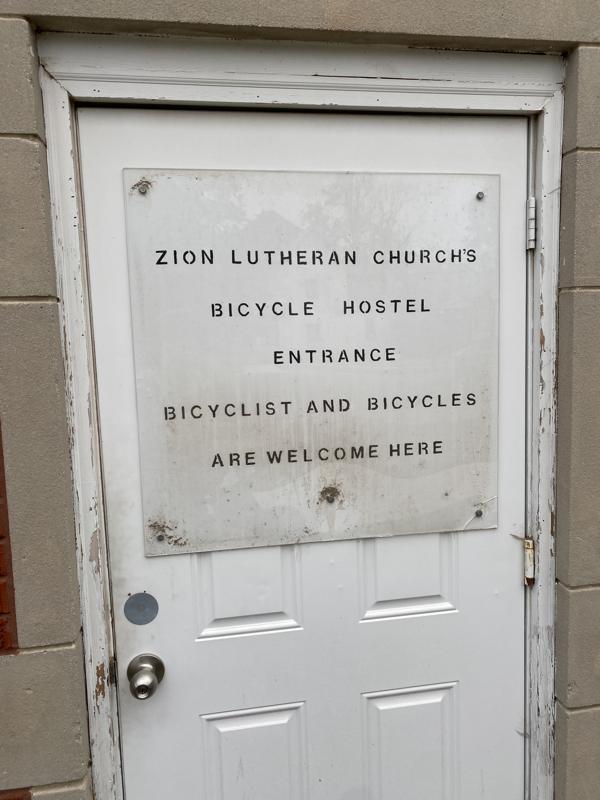 ZION LUTHERAN CHURCH'S
BICYCLE HOSTEL
ENTRANCE
BICYCLIST AND BICYCLES
ARE WELCOME HERE